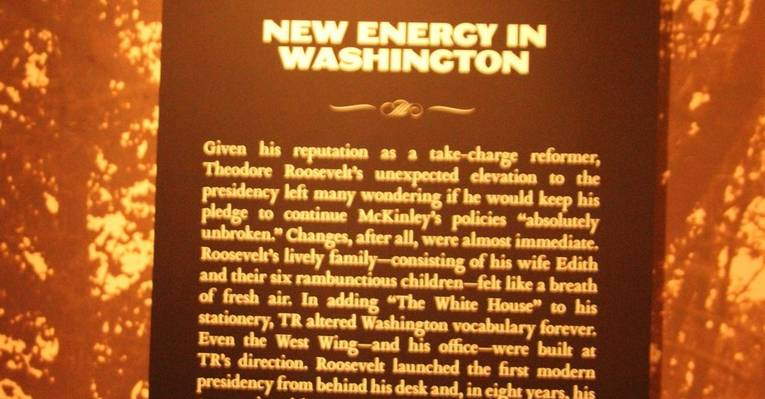 NEW ENERGY IN
WASHINGTON
Given his reputation as a take-charge reformer,
Theodore Roosevelt's unexpected elevation to the
presidency left many wondering if he would keep his
pledge to continue McKinley's policies "absolutely
unbroken." Changes, after all, were almost immediate.
Roosevelt's lively family—consisting of his wife Edith
and their six rambunctious children—felt like a breath
of fresh air. In adding "The White House" to his
stationery, TR altered Washington vocabulary forever.
Even the West Wing—and his office—were built at
TR's direction. Roosevelt launched the first modern
presidency from behind his desk and, in eight years, his